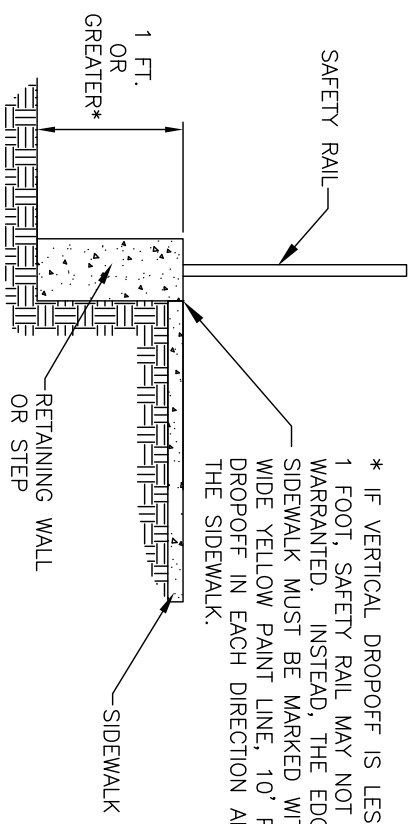 SAFETY RAIL
1 FT.
OR
GREATER*
RETAINING WALL
OR STEP
SIDEWALK
* IF VERTICAL DROPOFF IS LES
1 FOOT, SAFETY RAIL MAY NOT
WARRANTED. INSTEAD, THE EDG
SIDEWALK MUST BE MARKED WIT
WIDE YELLOW PAINT LINE, 10'
DROPOFF IN EACH DIRECTION
THE SIDEWALK.